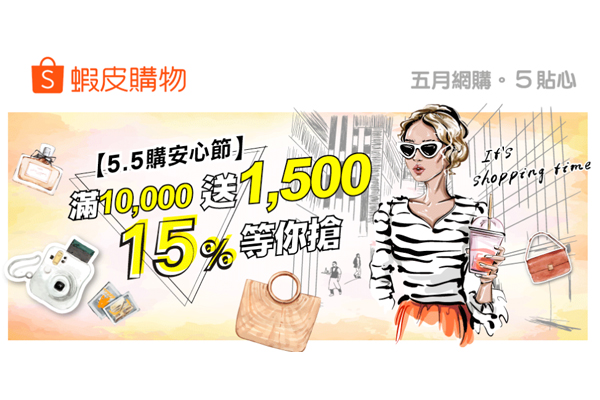 S 蝦皮購物
五月網購。5貼心
【5.5購安心節】
滿10,000 送1,500
15% 等你搶
It's
shopping time